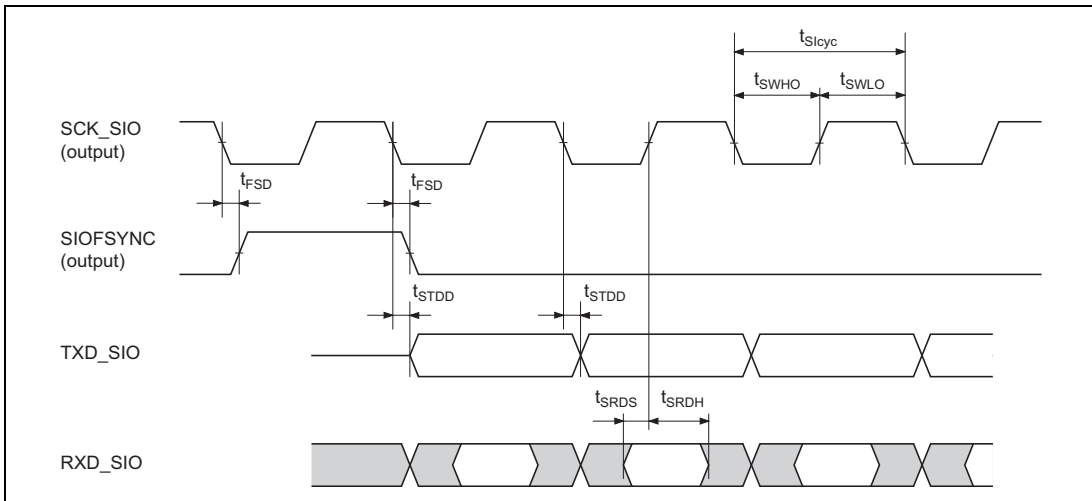 tSIcyc
tSWHO tSWLO
SCK_SIO
(output)
tFSD tFSD
SIOFSYNC
(output)
tSTDD tSTDD
TXD_SIO
tSRDS tSRDH
RXD_SIO